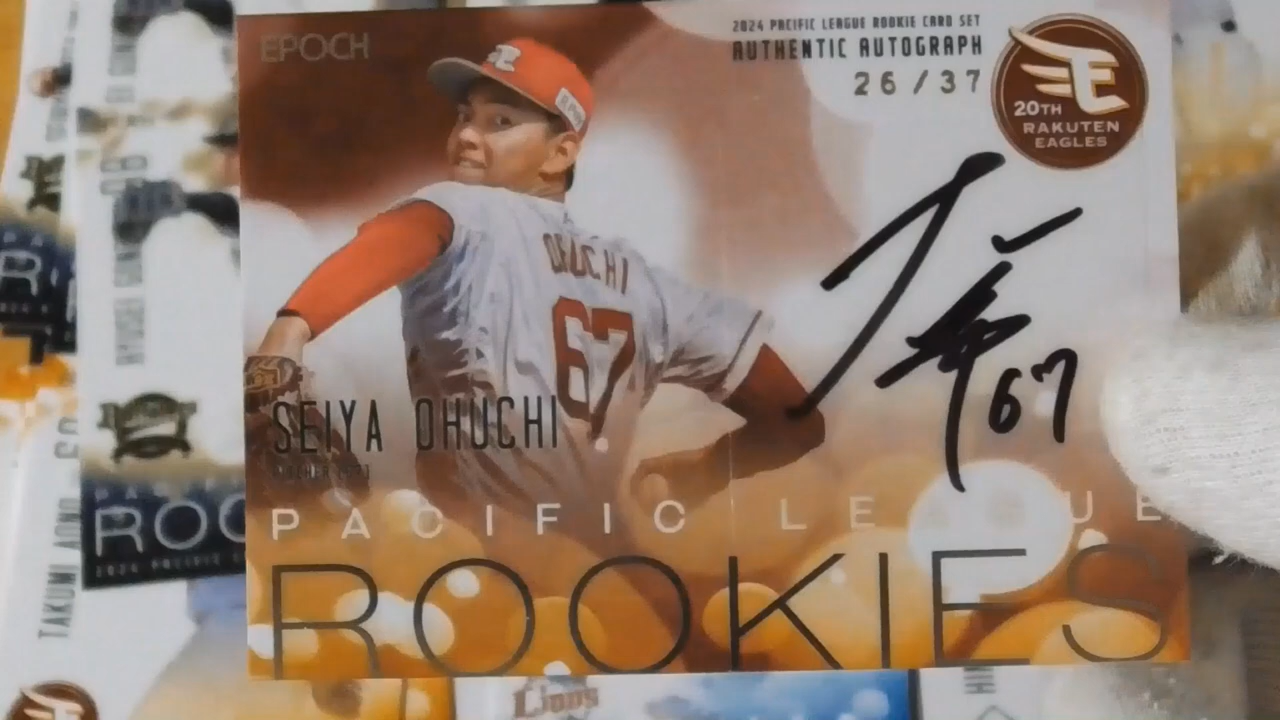 EPOCH
2024 PACIFIC LEAGUE ROOKIE CARD SET
AUTHENTIC AUTOGRAPH
26/37
20TH
RAKUTEN
EAGLES
OHUCHI
67
67
SEIYA OHUCHI
PACIFIC LEAGUE
ROOKIES
ROO
TAKUMI AONO
Lions